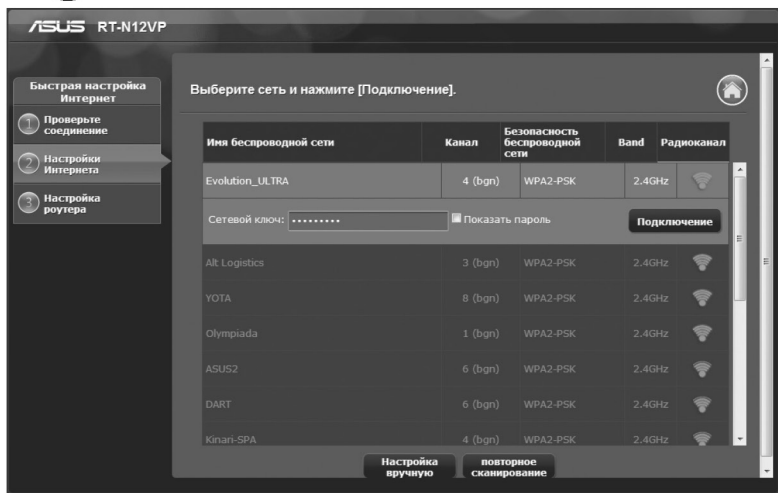 ASUS RT-N12VP
Быстрая настройка
Интернет
1 Проверьте
соединение
2 Настройки
Интернета
3 Настройка
роутера
Выберите сеть и нажмите [Подключение].
Имя беспроводной сети Канал Безопасность беспроводной сети Band Радиоканал
Evolution_ULTRA 4 (bgn) WPA2-PSK 2.4GHz
Сетевой ключ: ••••••••• Показать пароль Подключение
Alt Logistics 3 (bgn) WPA2-PSK 2.4GHz
YOTA 8 (bgn) WPA2-PSK 2.4GHz
Olympiada 1 (bgn) WPA2-PSK 2.4GHz
ASUS2 6 (bgn) WPA2-PSK 2.4GHz
DART 6 (bgn) WPA2-PSK 2.4GHz
Kinari-SPA 4 (bgn) WPA2-PSK 2.4GHz
Настройка
вручную
повторное
сканирование